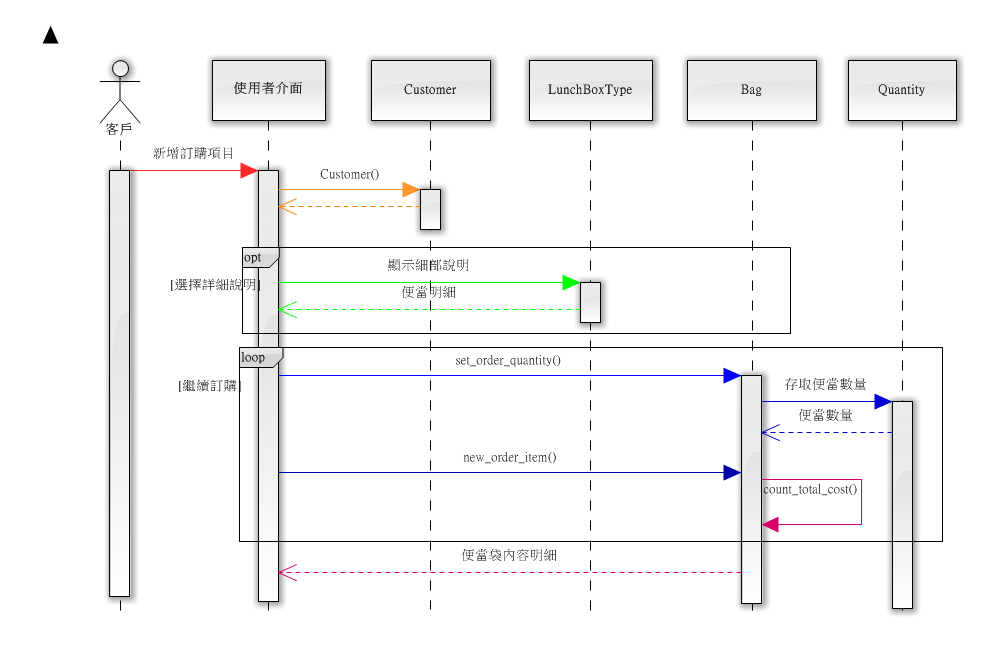 使用者介面
Customer
LunchBoxType
Bag
Quantity
客戶
新增訂購項目
Customer()
opt
顯示細部說明
[選擇詳細說明]
便當明細
loop
set_order_quantity()
[繼續訂購]
存取便當數量
便當數量
new_order_item()
count_total_cost()
便當袋內容明細